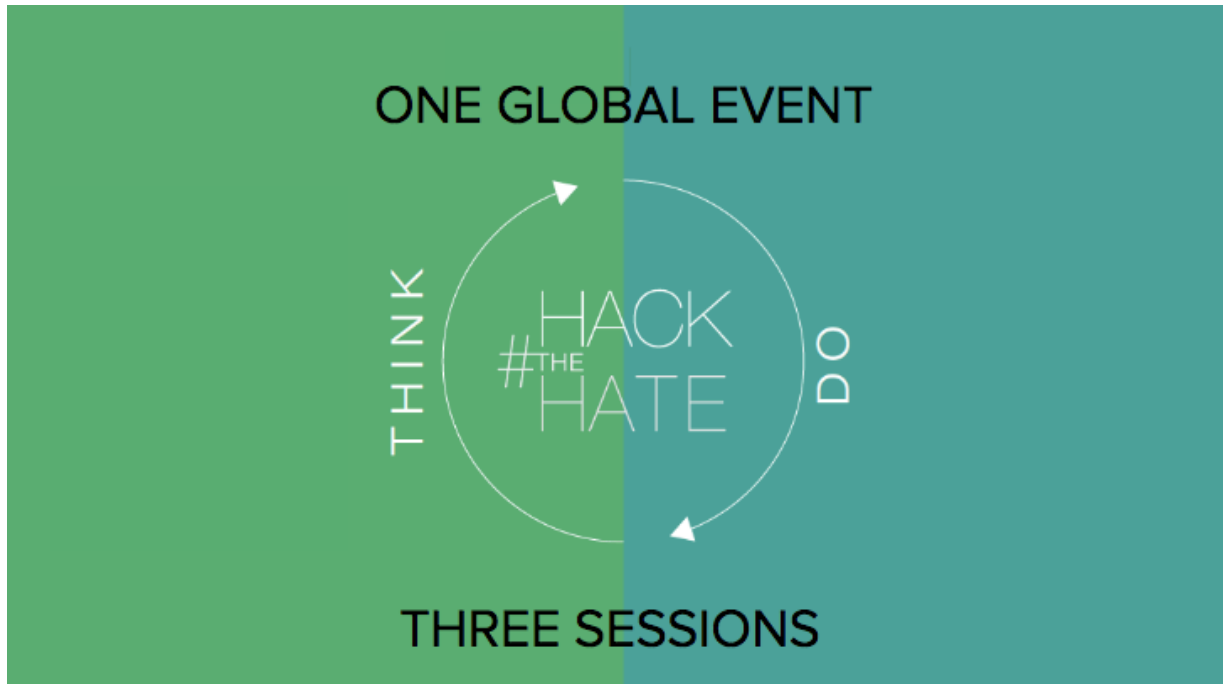 ONE GLOBAL EVENT
THINK
HACK
#THE
HATE
DO
THREE SESSIONS